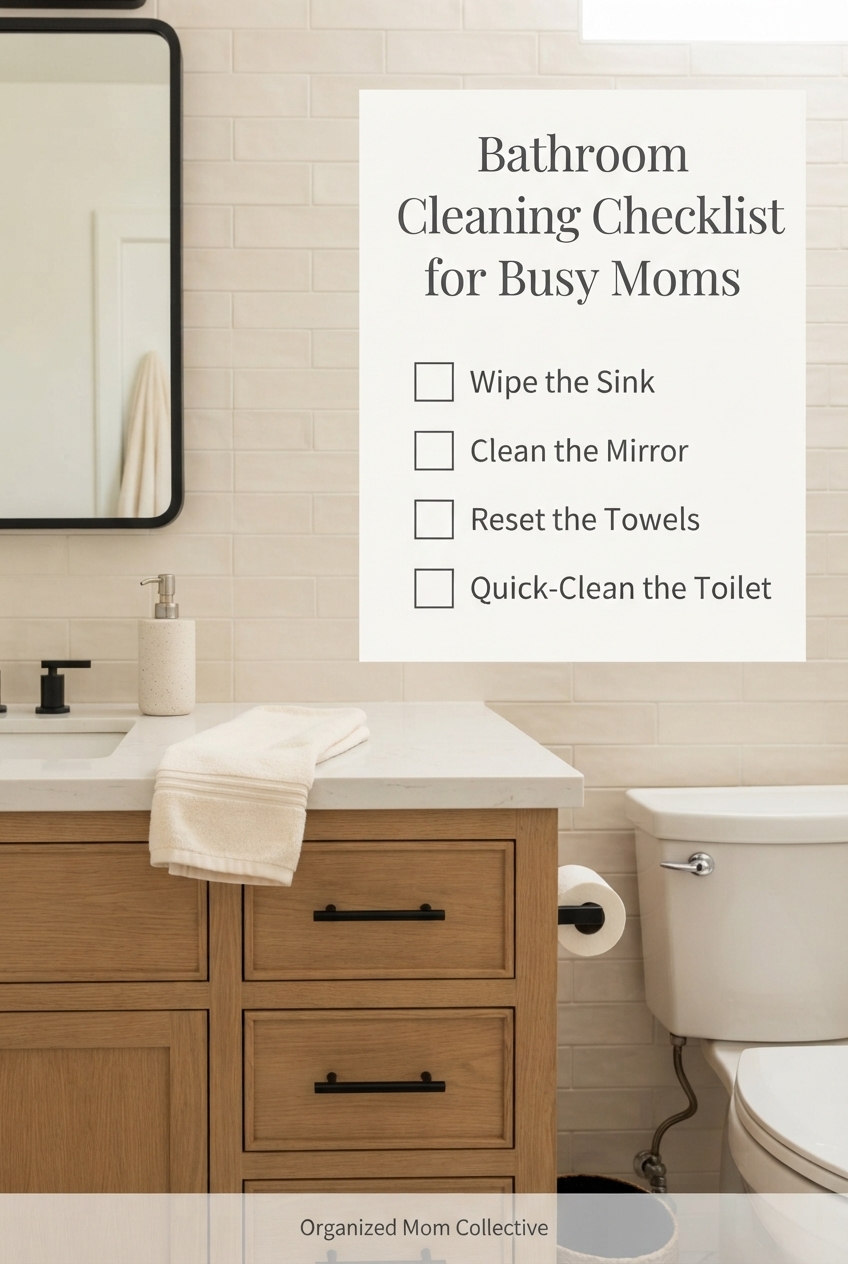 Bathroom
Cleaning Checklist
for Busy Moms
Wipe the Sink
Clean the Mirror
Reset the Towels
Quick-Clean the Toilet
Organized Mom Collective